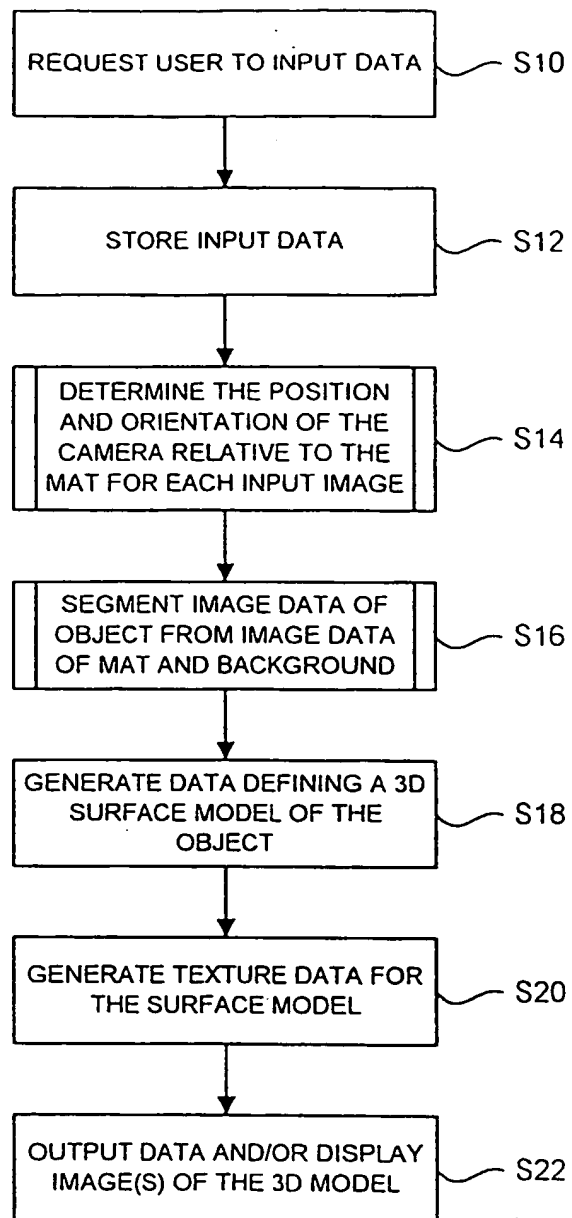 REQUEST USER TO INPUT DATA
S10
STORE INPUT DATA
S12
DETERMINE THE POSITION
AND ORIENTATION OF THE
CAMERA RELATIVE TO THE
MAT FOR EACH INPUT IMAGE
S14
SEGMENT IMAGE DATA OF
OBJECT FROM IMAGE DATA
OF MAT AND BACKGROUND
S16
GENERATE DATA DEFINING A 3D
SURFACE MODEL OF THE
OBJECT
S18
GENERATE TEXTURE DATA FOR
THE SURFACE MODEL
S20
OUTPUT DATA AND/OR DISPLAY
IMAGE(S) OF THE 3D MODEL
S22